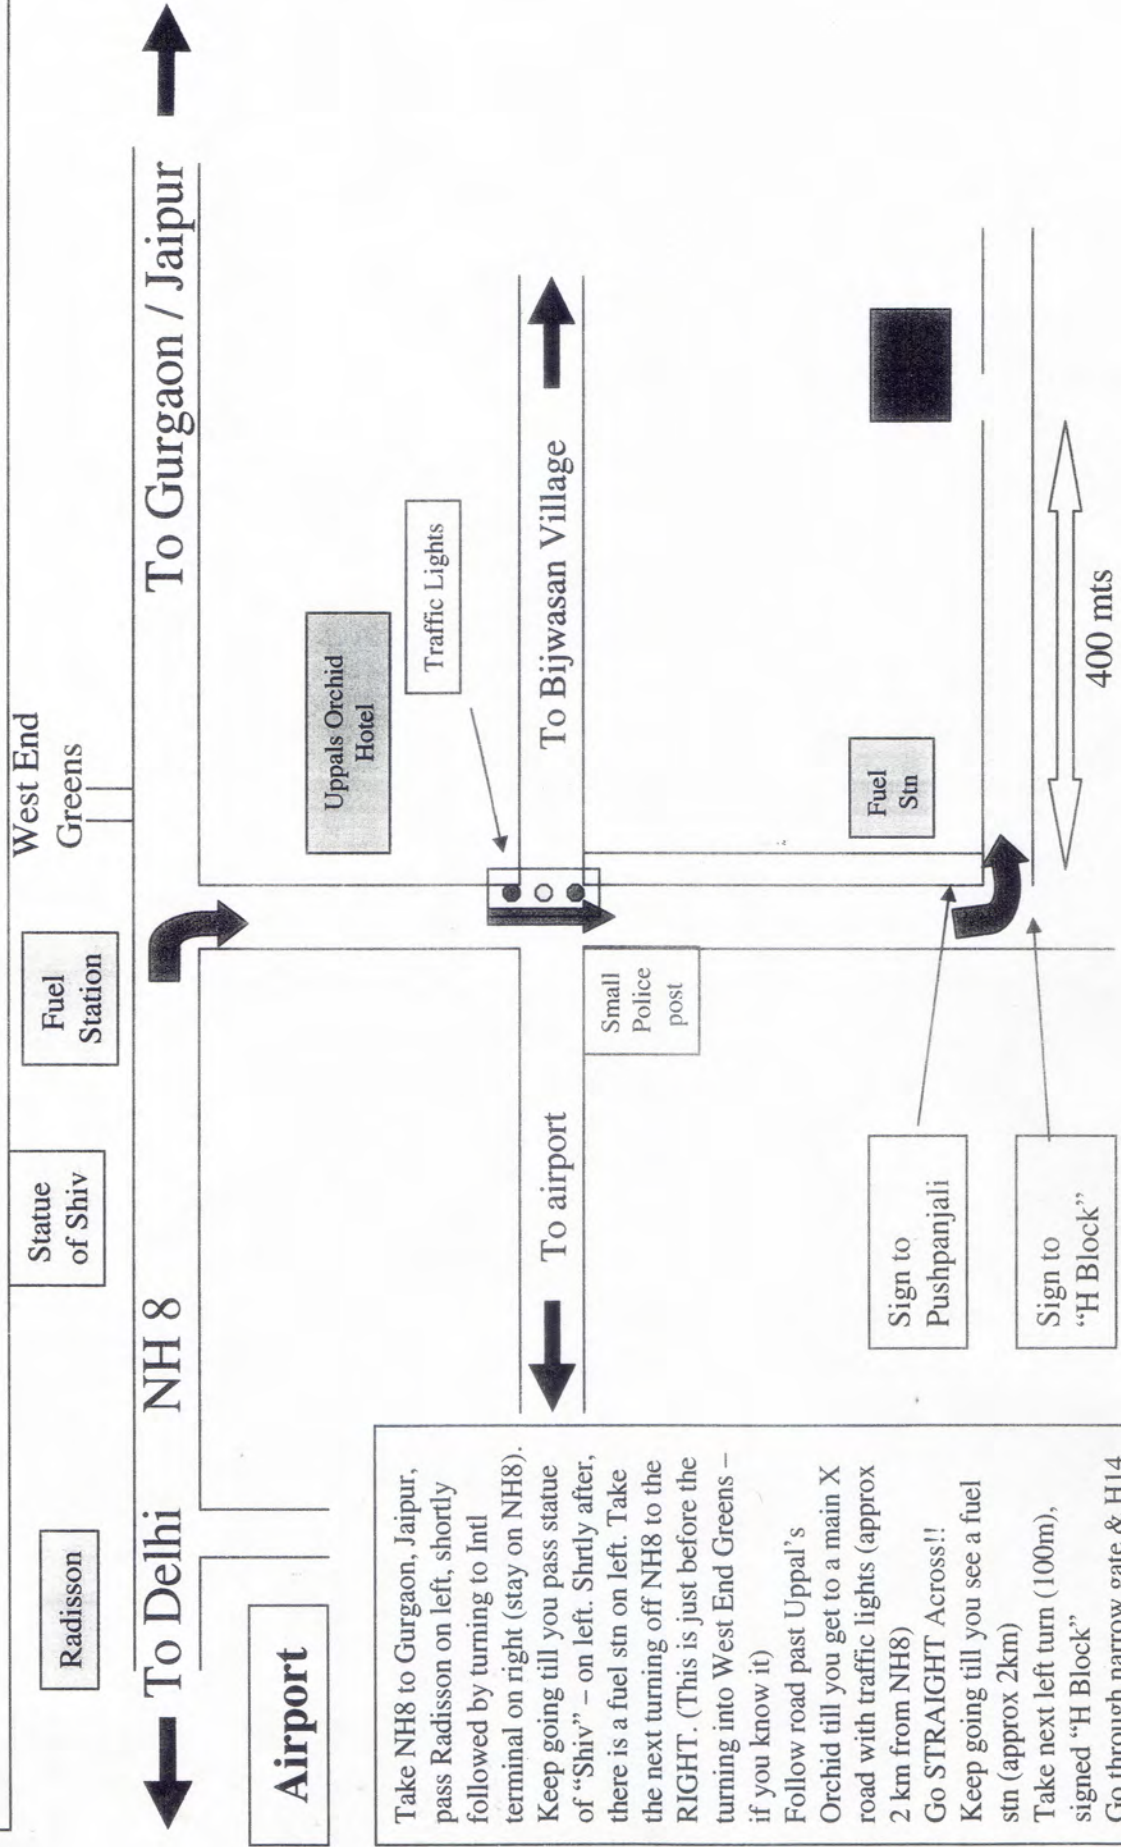 West End
Greens
Fuel
Station
Statue
of Shiv
Radisson
To Delhi
NH 8
To Gurgaon / Jaipur
Airport
Uppals Orchid
Hotel
Traffic Lights
To Bijwasan Village
To airport
Small
Police
post
Fuel
Stn
Sign to
Pushpanjali
Sign to
“H Block”
400 mts
Take NH8 to Gurgaon, Jaipur,
pass Radisson on left, shortly
followed by turning to Intl
terminal on right (stay on NH8).
Keep going till you pass statue
of “Shiv” – on left. Shrtly after,
there is a fuel stn on left. Take
the next turning off NH8 to the
RIGHT. (This is just before the
turning into West End Greens –
if you know it)
Follow road past Uppal’s
Orchid till you get to a main X
road with traffic lights (approx
2 km from NH8)
Go STRAIGHT Across!!
Keep going till you see a fuel
stn (approx 2km)
Take next left turn (100m),
signed “H Block”
Go through narrow gate & H14